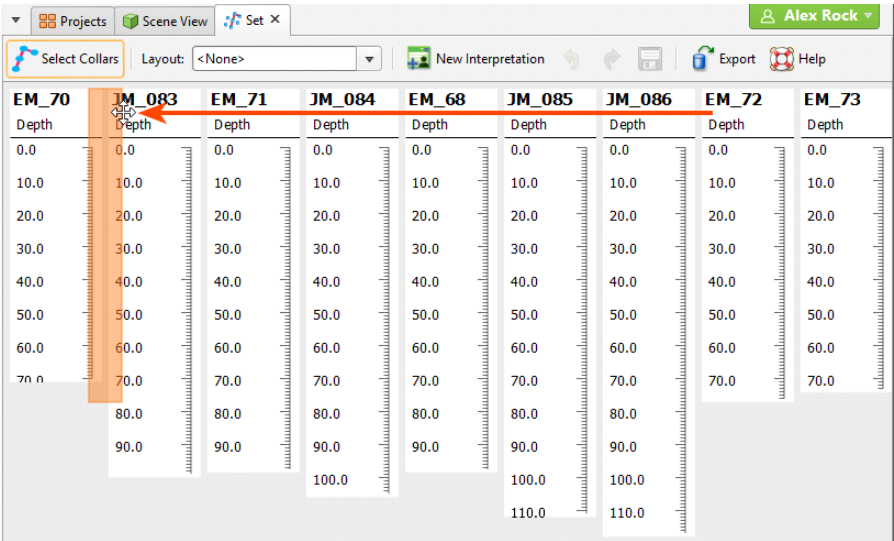 Projects Scene View Set Alex Rock
Select Collars Layout: <None> New Interpretation Export Help
EM_70 JM_083 EM_71 JM_084 EM_68 JM_085 JM_086 EM_72 EM_73
Depth Depth Depth Depth Depth Depth Depth Depth Depth
0.0 0.0 0.0 0.0 0.0 0.0 0.0 0.0 0.0
10.0 10.0 10.0 10.0 10.0 10.0 10.0 10.0 10.0
20.0 20.0 20.0 20.0 20.0 20.0 20.0 20.0 20.0
30.0 30.0 30.0 30.0 30.0 30.0 30.0 30.0 30.0
40.0 40.0 40.0 40.0 40.0 40.0 40.0 40.0 40.0
50.0 50.0 50.0 50.0 50.0 50.0 50.0 50.0 50.0
60.0 60.0 60.0 60.0 60.0 60.0 60.0 60.0 60.0
70.0 70.0 70.0 70.0 70.0 70.0 70.0 70.0 70.0
80.0 80.0 80.0 80.0 80.0 80.0
90.0 90.0 90.0 90.0 90.0 90.0
100.0 100.0 100.0
110.0 110.0